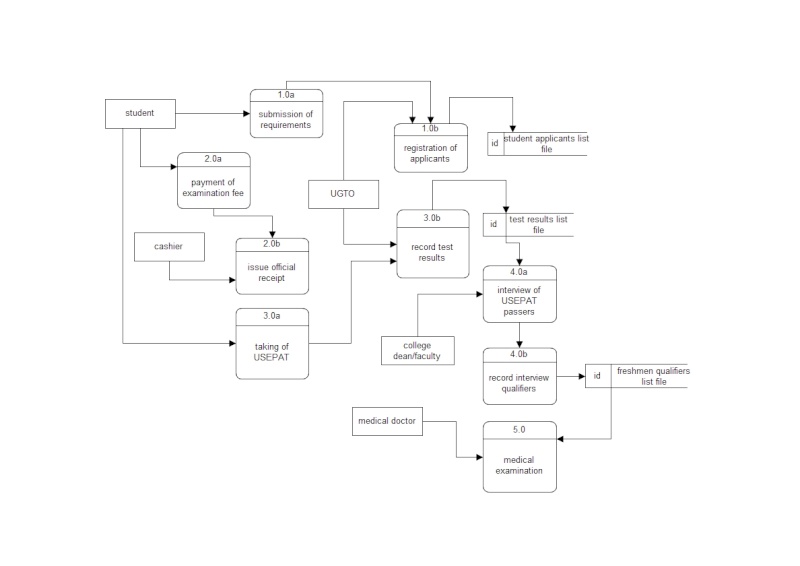 1.0a
student
submission of
requirements
1.0b
registration of
applicants
id
student applicants list
file
2.0a
payment of
examination fee
UGTO
3.0b
record test
results
id
test results list
file
cashier
2.0b
issue official
receipt
4.0a
interview of
USEPAT
passers
3.0a
taking of
USEPAT
college
dean/faculty
4.0b
record interview
qualifiers
id
freshmen qualifiers
list file
medical doctor
5.0
medical
examination